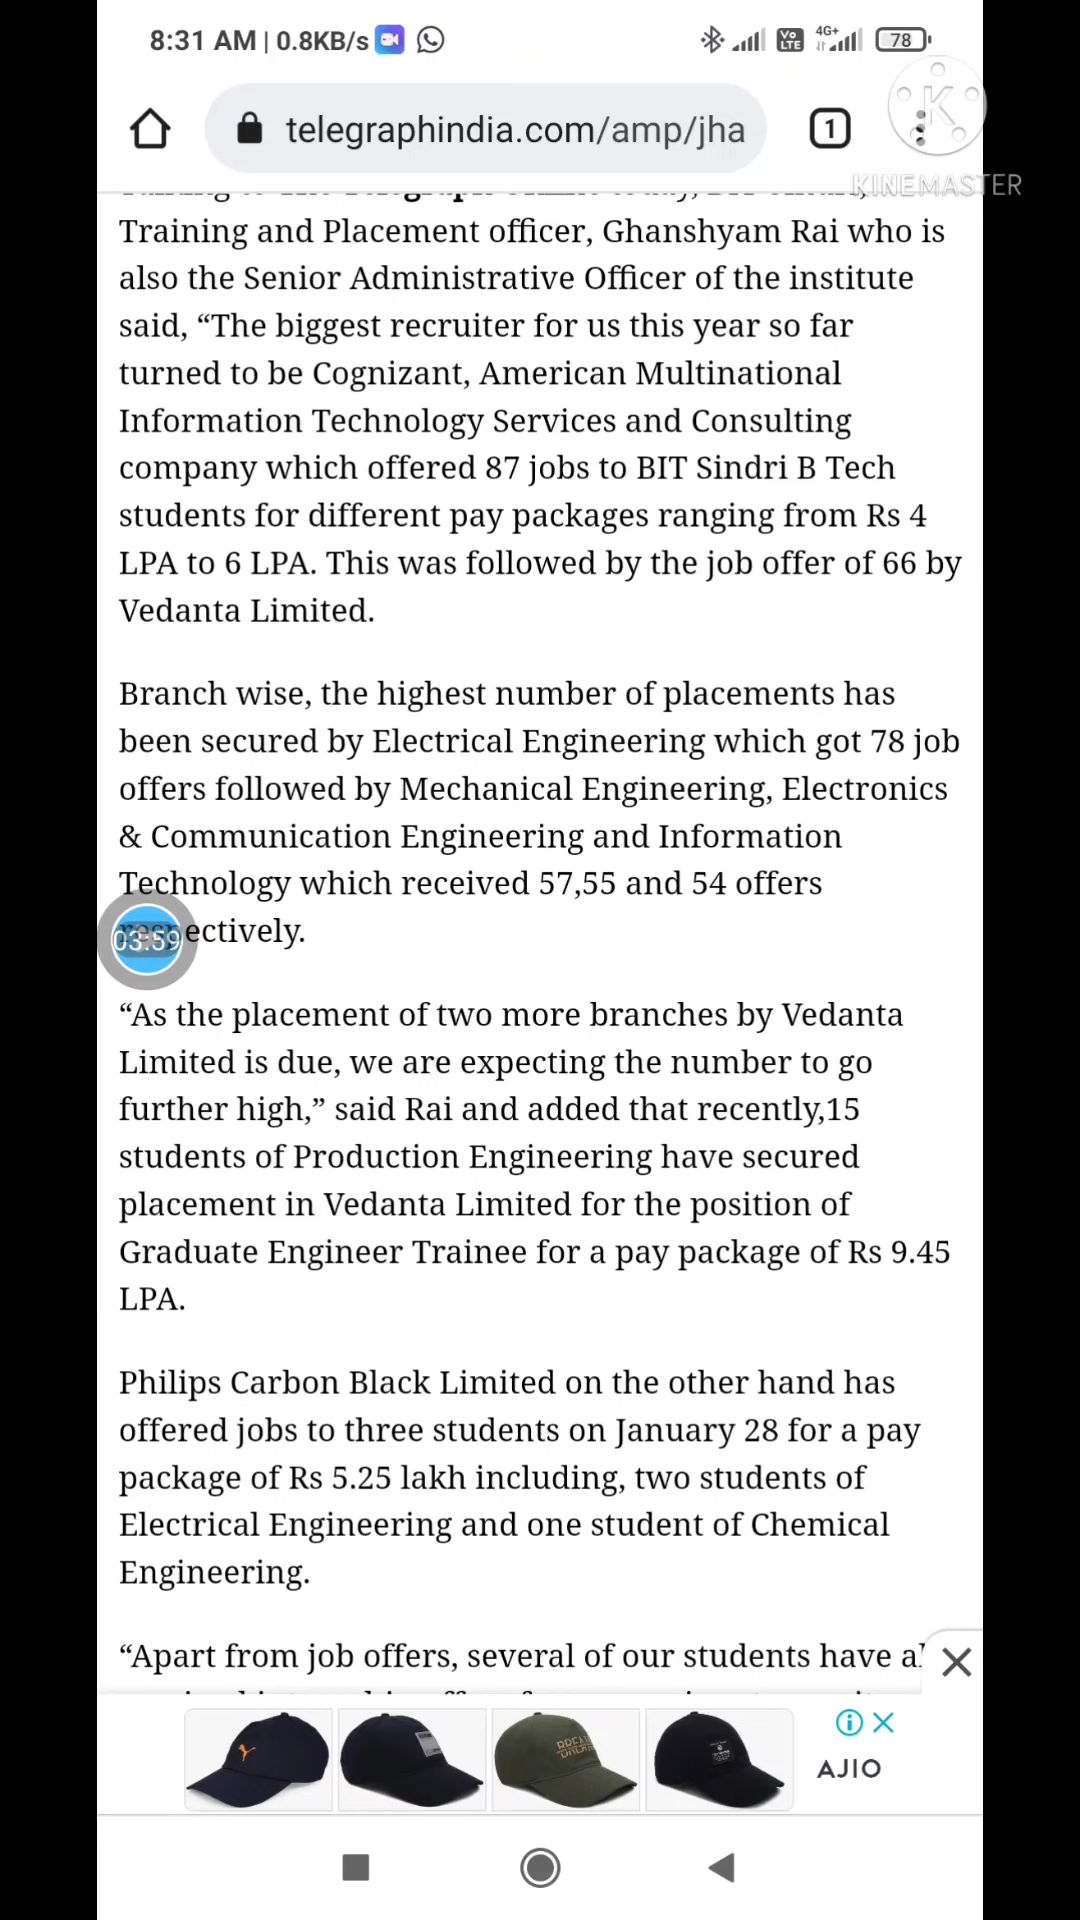 8:31 AM | 0.8KB/s
Vo LTE
4G+
78
telegraphindia.com/amp/jha
1
K
KINEMASTER
Training and Placement officer, Ghanshyam Rai who is
also the Senior Administrative Officer of the institute
said, “The biggest recruiter for us this year so far
turned to be Cognizant, American Multinational
Information Technology Services and Consulting
company which offered 87 jobs to BIT Sindri B Tech
students for different pay packages ranging from Rs 4
LPA to 6 LPA. This was followed by the job offer of 66 by
Vedanta Limited.
Branch wise, the highest number of placements has
been secured by Electrical Engineering which got 78 job
offers followed by Mechanical Engineering, Electronics
& Communication Engineering and Information
Technology which received 57,55 and 54 offers
respectively.
03:59
“As the placement of two more branches by Vedanta
Limited is due, we are expecting the number to go
further high,” said Rai and added that recently,15
students of Production Engineering have secured
placement in Vedanta Limited for the position of
Graduate Engineer Trainee for a pay package of Rs 9.45
LPA.
Philips Carbon Black Limited on the other hand has
offered jobs to three students on January 28 for a pay
package of Rs 5.25 lakh including, two students of
Electrical Engineering and one student of Chemical
Engineering.
“Apart from job offers, several of our students have
AJIO